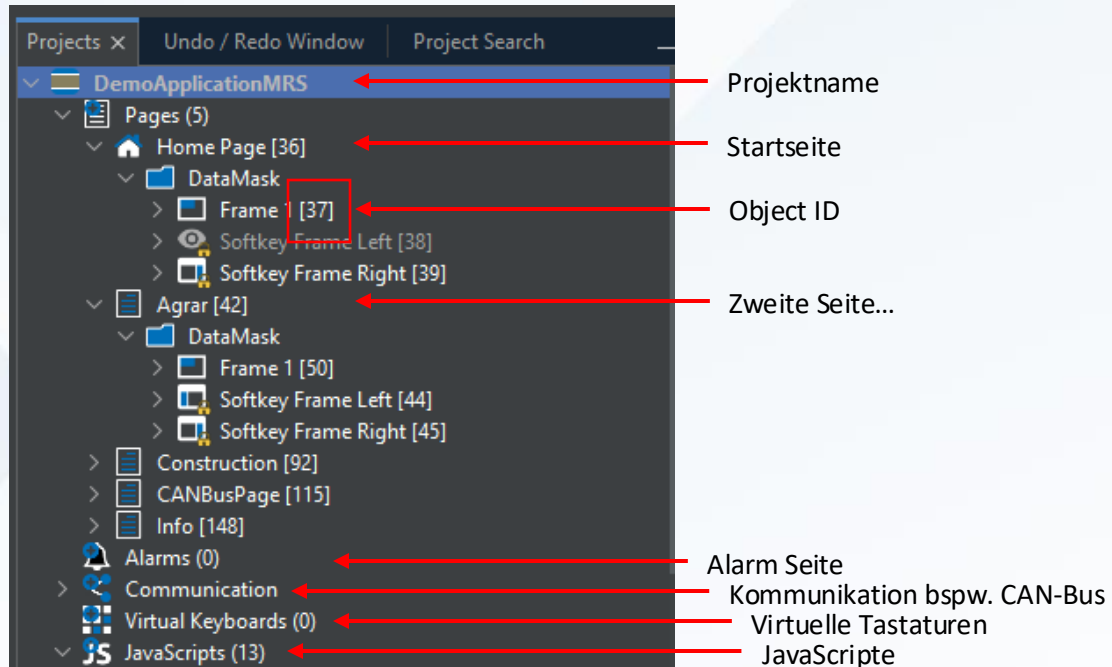 Projects × Undo / Redo Window Project Search
DemoApplicationMRS Projektname
Pages (5)
Home Page [36] Startseite
DataMask
Frame 1 [37] Object ID
Softkey Frame Left [38]
Softkey Frame Right [39]
Agrar [42] Zweite Seite...
DataMask
Frame 1 [50]
Softkey Frame Left [44]
Softkey Frame Right [45]
Construction [92]
CANBusPage [115]
Info [148]
Alarms (0) Alarm Seite
Communication Kommunikation bspw. CAN-Bus
Virtual Keyboards (0) Virtuelle Tastaturen
JS JavaScripts (13) JavaScripte